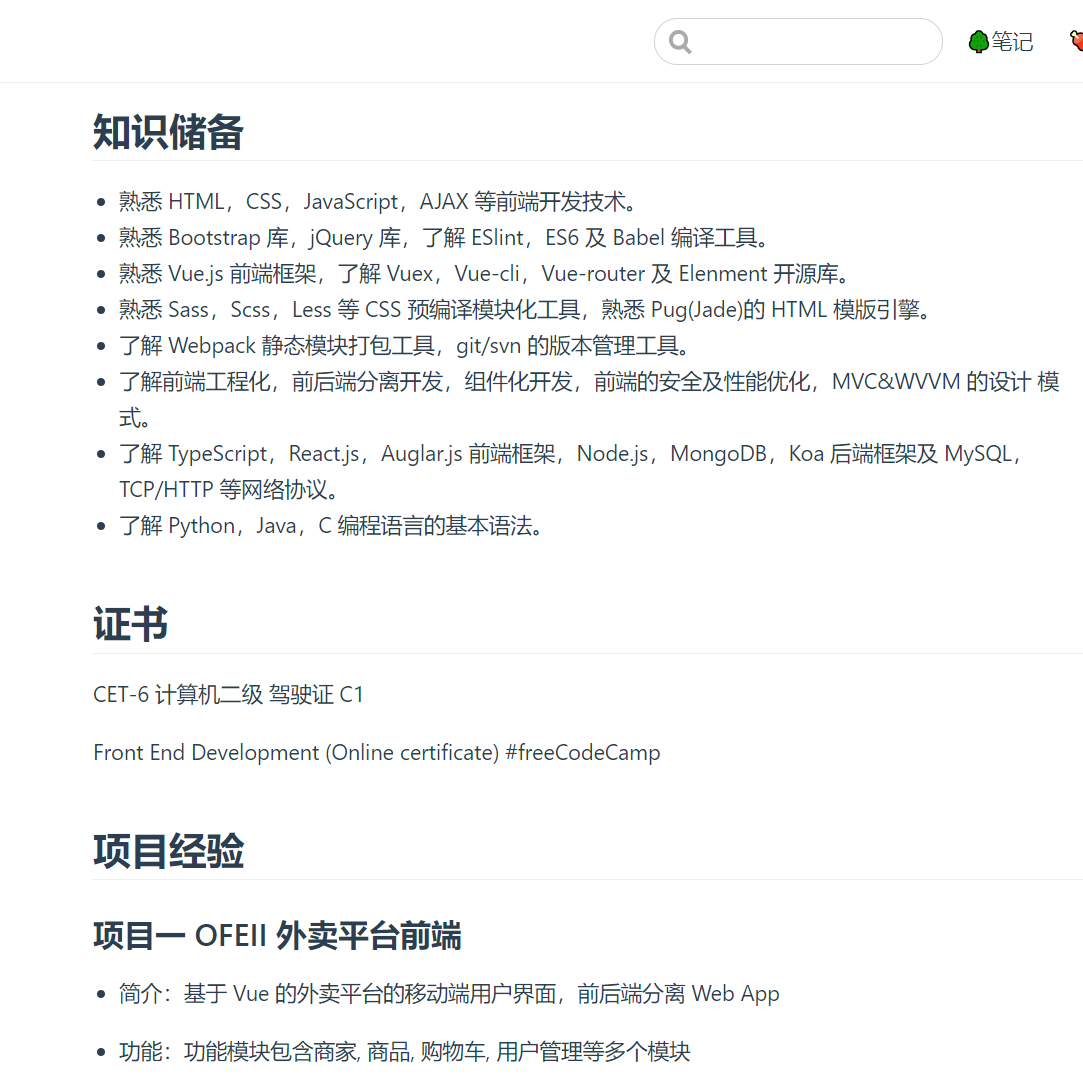 笔记
知识储备
熟悉 HTML，CSS，JavaScript，AJAX 等前端开发技术。
熟悉 Bootstrap 库，jQuery 库，了解 ESlint，ES6 及 Babel 编译工具。
熟悉 Vue.js 前端框架，了解 Vuex，Vue-cli，Vue-router 及 Elenment 开源库。
熟悉 Sass，Scss，Less 等 CSS 预编译模块化工具，熟悉 Pug(Jade)的 HTML 模版引擎。
了解 Webpack 静态模块打包工具，git/svn 的版本管理工具。
了解前端工程化，前后端分离开发，组件化开发，前端的安全及性能优化，MVC&WVVM 的设计 模
式。
了解 TypeScript，React.js，Auglar.js 前端框架，Node.js，MongoDB，Koa 后端框架及 MySQL，
TCP/HTTP 等网络协议。
了解 Python，Java，C 编程语言的基本语法。
证书
CET-6 计算机二级 驾驶证 C1
Front End Development (Online certificate) #freeCodeCamp
项目经验
项目一 OFEII 外卖平台前端
简介：基于 Vue 的外卖平台的移动端用户界面，前后端分离 Web App
功能：功能模块包含商家, 商品, 购物车, 用户管理等多个模块